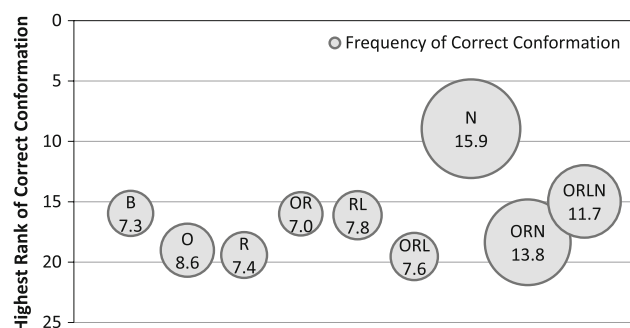 Highest Rank of Correct Conformation
0
5
10
15
20
25
Frequency of Correct Conformation
B
7.3
O
8.6
R
7.4
OR
7.0
RL
7.8
ORL
7.6
N
15.9
ORN
13.8
ORLN
11.7